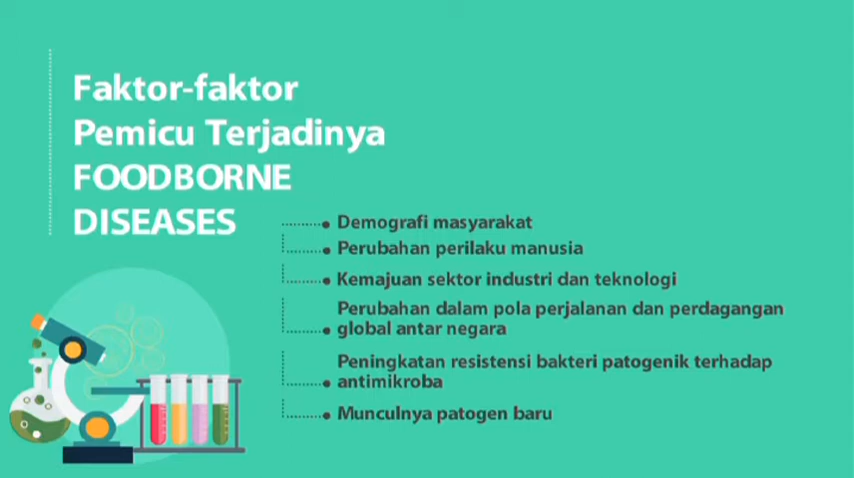 Faktor-faktor
Pemicu Terjadinya
FOODBORNE
DISEASES
Demografi masyarakat
Perubahan perilaku manusia
Kemajuan sektor industri dan teknologi
Perubahan dalam pola perjalanan dan perdagangan
global antar negara
Peningkatan resistensi bakteri patogenik terhadap
antimikroba
Munculnya patogen baru